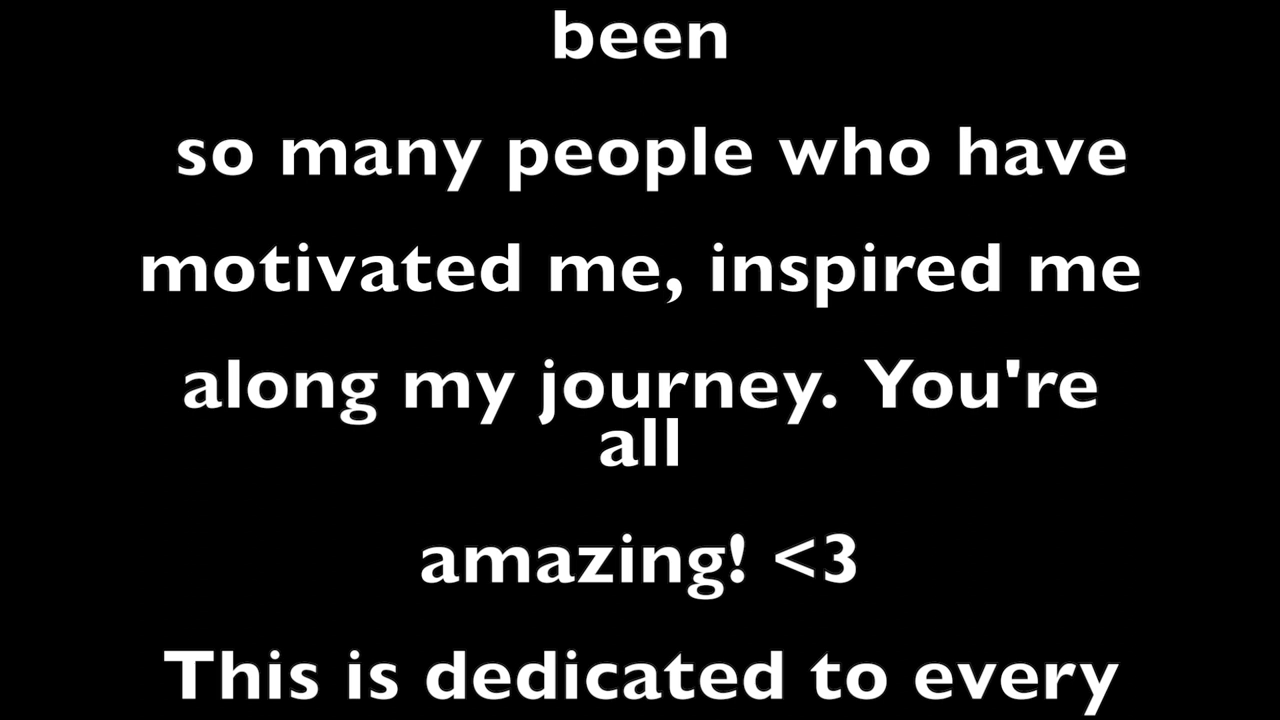 been
so many people who have
motivated me, inspired me
along my journey. You're
all
amazing! <3
This is dedicated to every